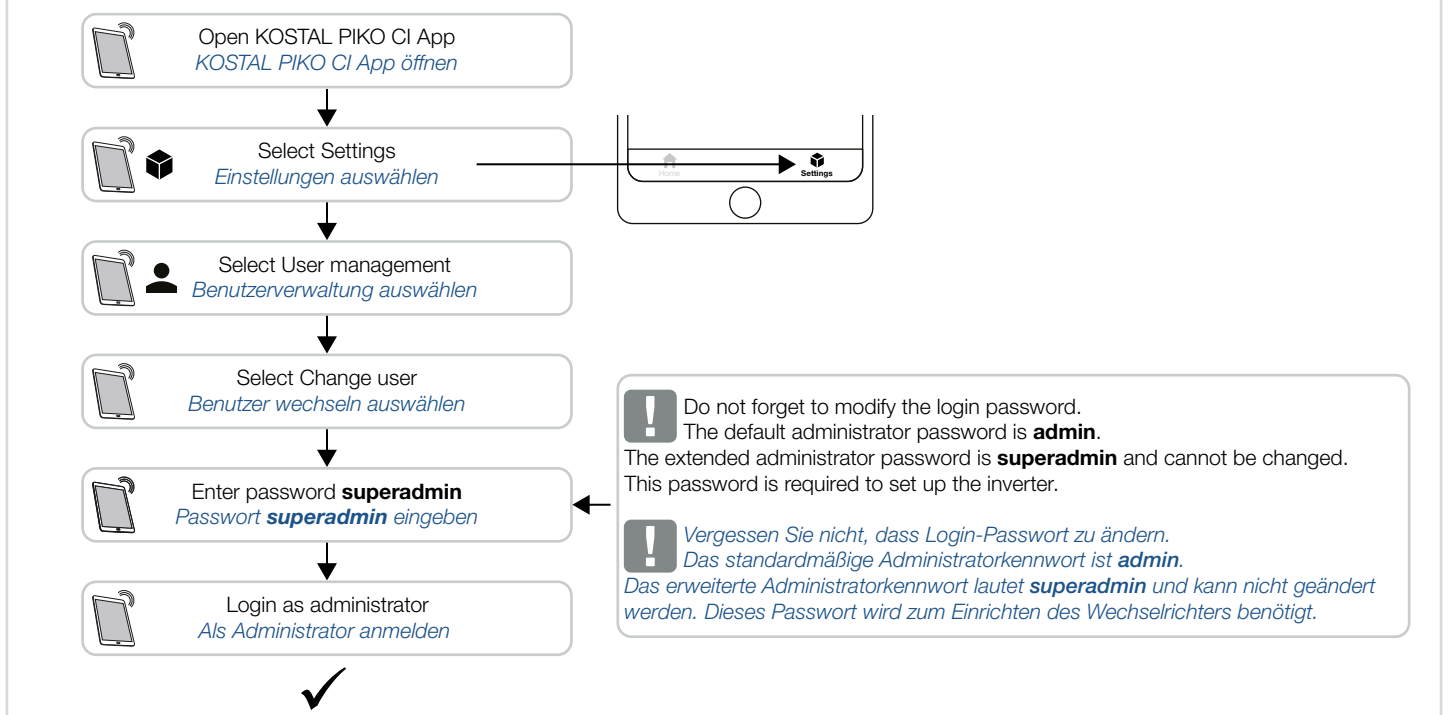 Open KOSTAL PIKO CI App
KOSTAL PIKO CI App öffnen
Select Settings
Einstellungen auswählen
Home
Settings
Select User management
Benutzerverwaltung auswählen
Select Change user
Benutzer wechseln auswählen
Enter password superadmin
Passwort superadmin eingeben
Login as administrator
Als Administrator anmelden
Do not forget to modify the login password.
The default administrator password is admin.
The extended administrator password is superadmin and cannot be changed.
This password is required to set up the inverter.
Vergessen Sie nicht, dass Login-Passwort zu ändern.
Das standardmäßige Administratorkennwort ist admin.
Das erweiterte Administratorkennwort lautet superadmin und kann nicht geändert
werden. Dieses Passwort wird zum Einrichten des Wechselrichters benötigt.